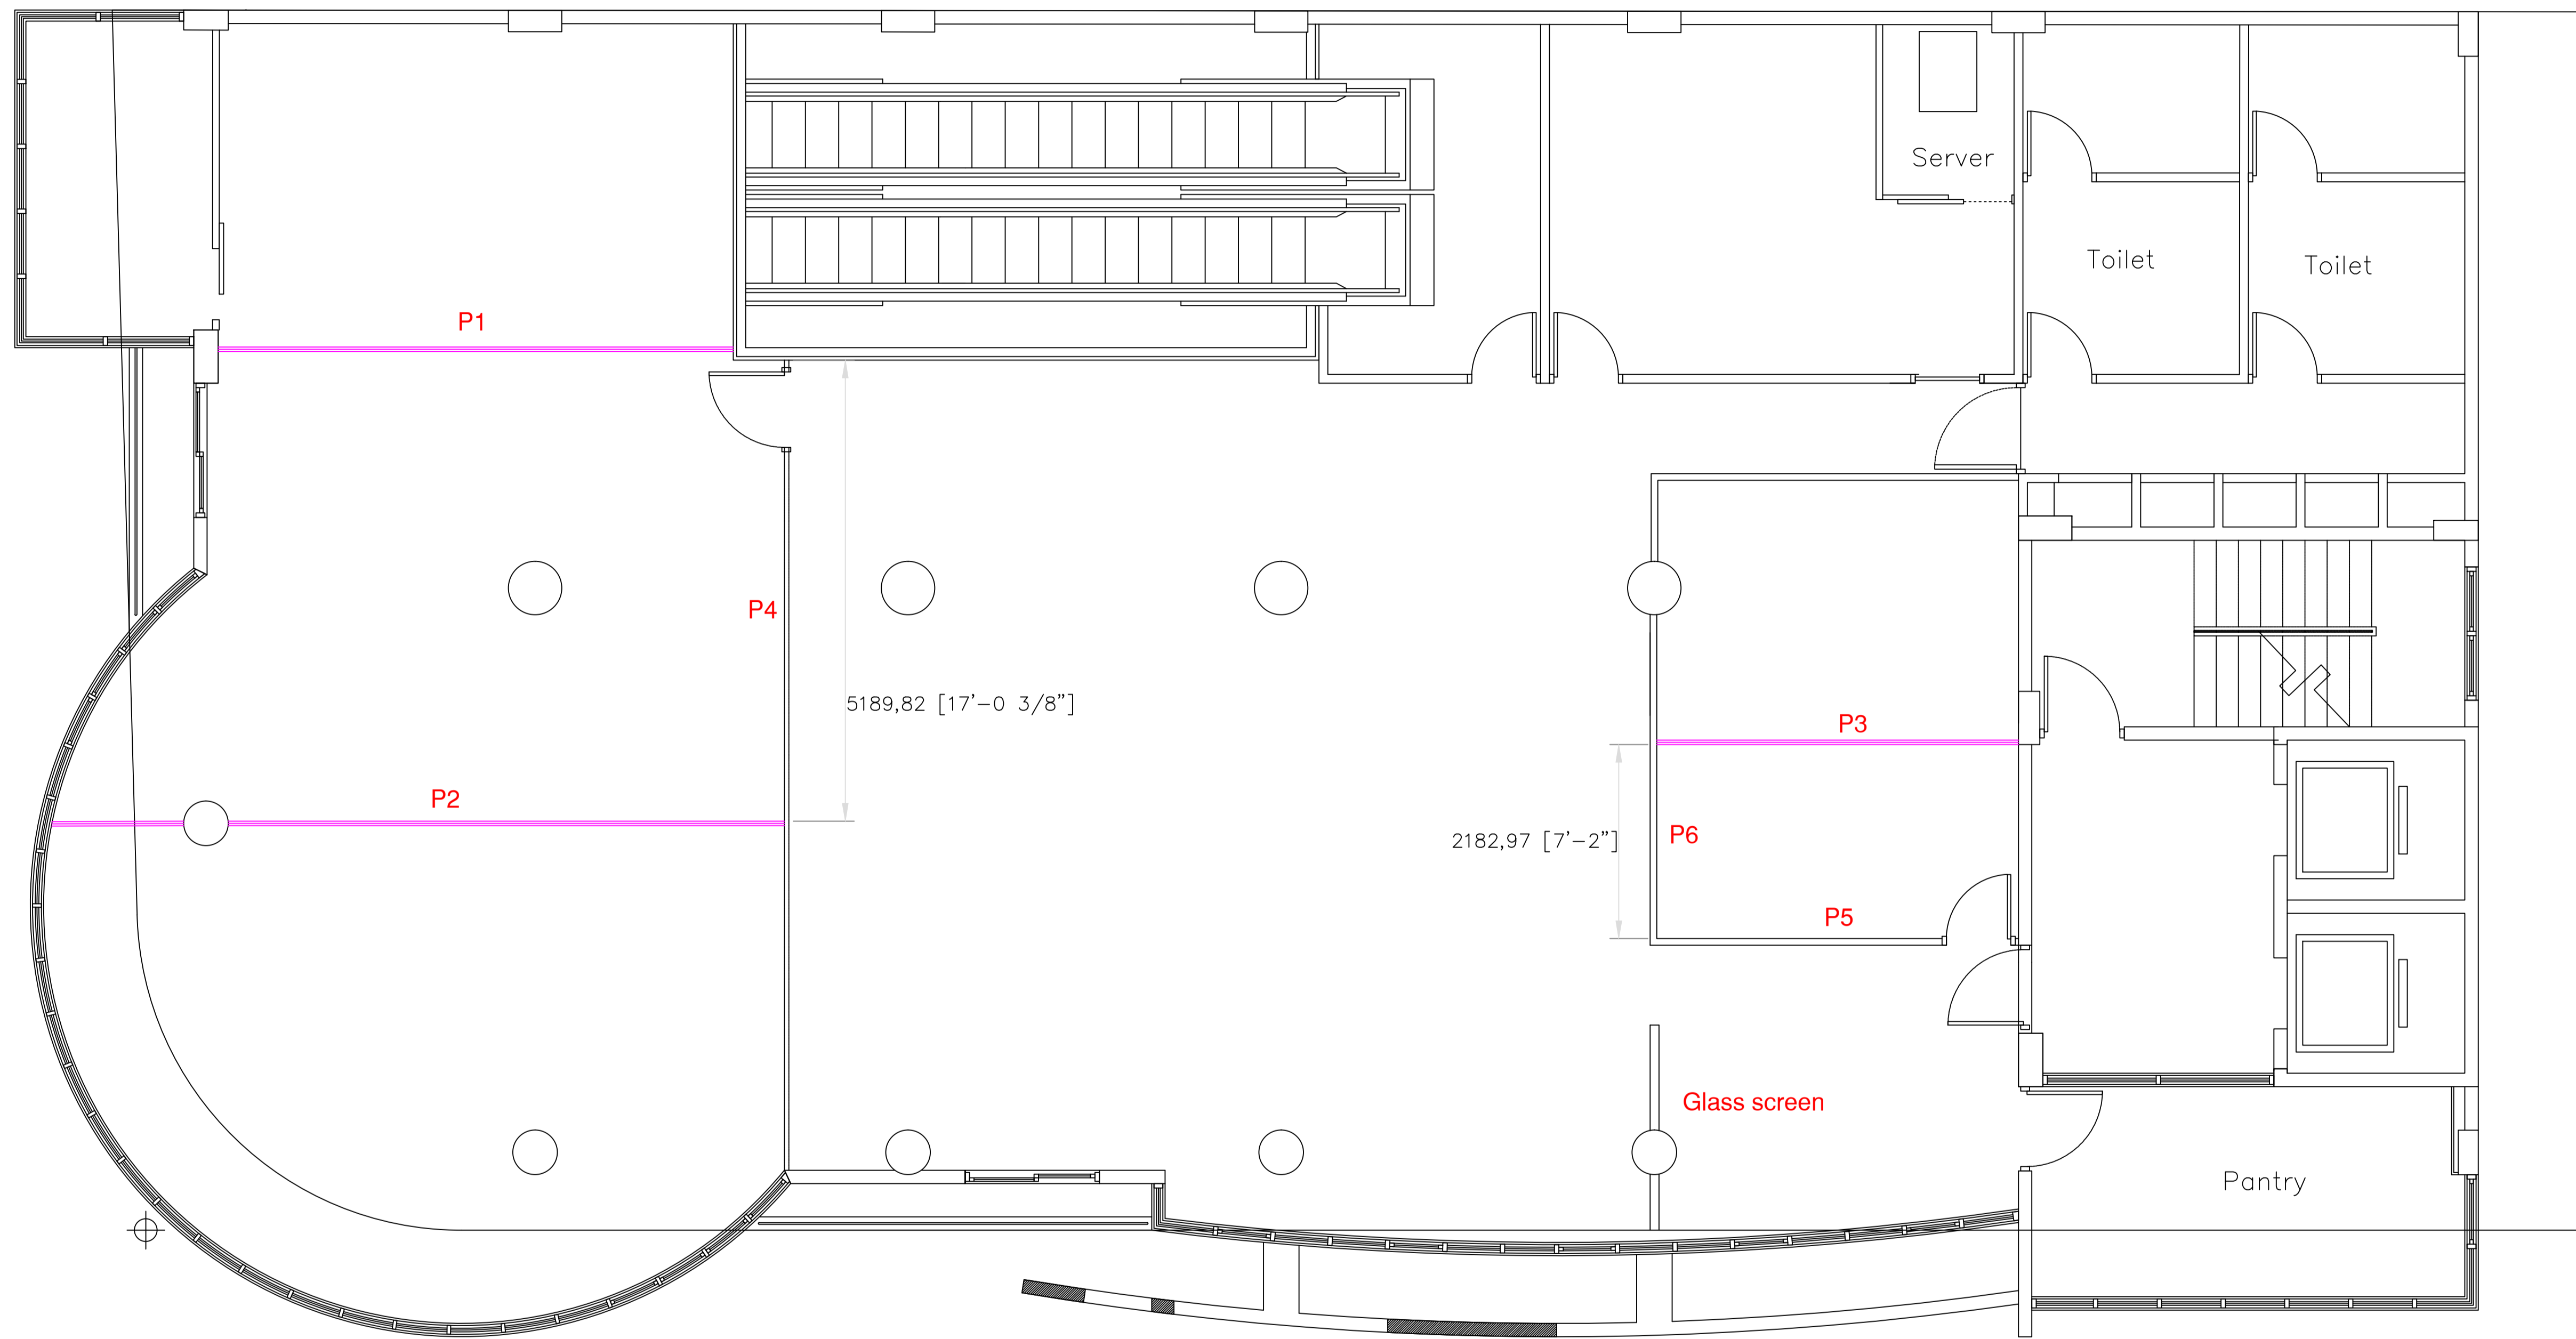 Server
Toilet
Toilet
P1
P4
5189,82 [17'-0 3/8"]
P3
P2
2182,97 [7'-2"]
P6
P5
Glass screen
Pantry